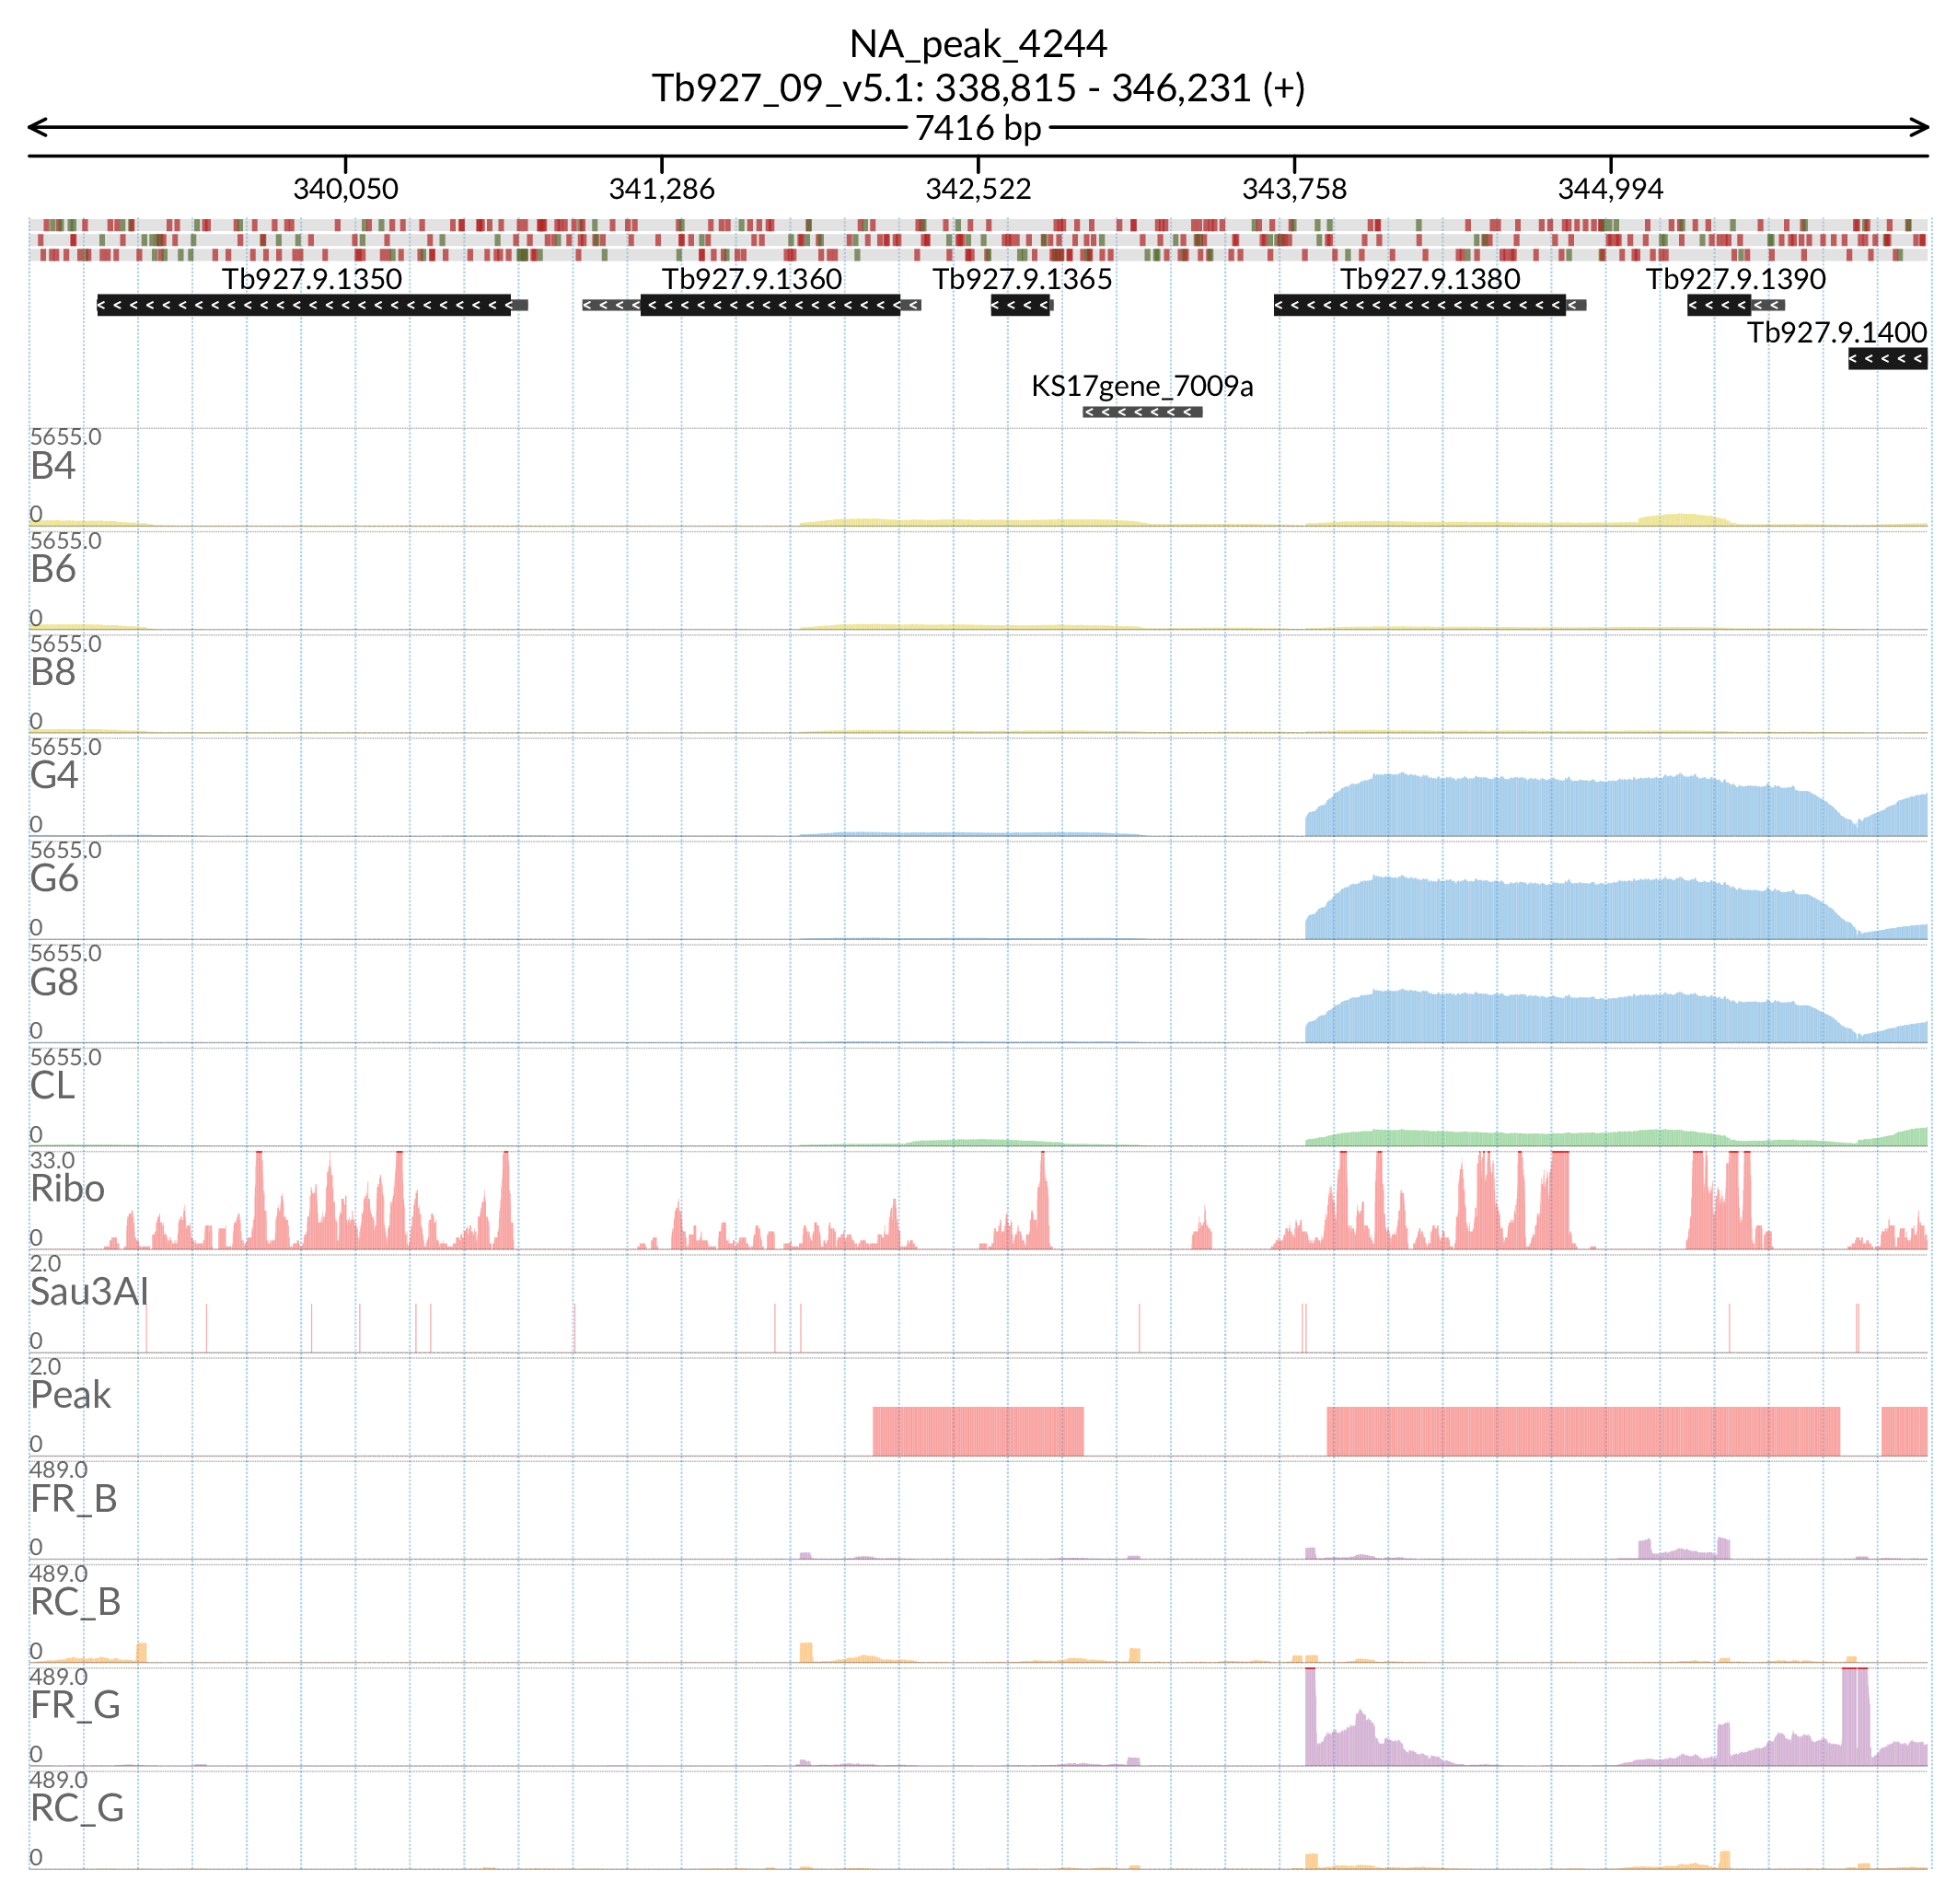 NA_peak_4244
Tb927_09_v5.1: 338,815 - 346,231 (+)
7416 bp
340,050 341,286 342,522 343,758 344,994
Tb927.9.1350 Tb927.9.1360 Tb927.9.1365 Tb927.9.1380 Tb927.9.1390
Tb927.9.1400
KS17gene_7009a
5655.0
B4
0
5655.0
B6
0
5655.0
B8
0
5655.0
G4
0
5655.0
G6
0
5655.0
G8
0
5655.0
CL
0
33.0
Ribo
0
2.0
Sau3AI
0
2.0
Peak
0
489.0
FR_B
0
489.0
RC_B
0
489.0
FR_G
0
489.0
RC_G
0